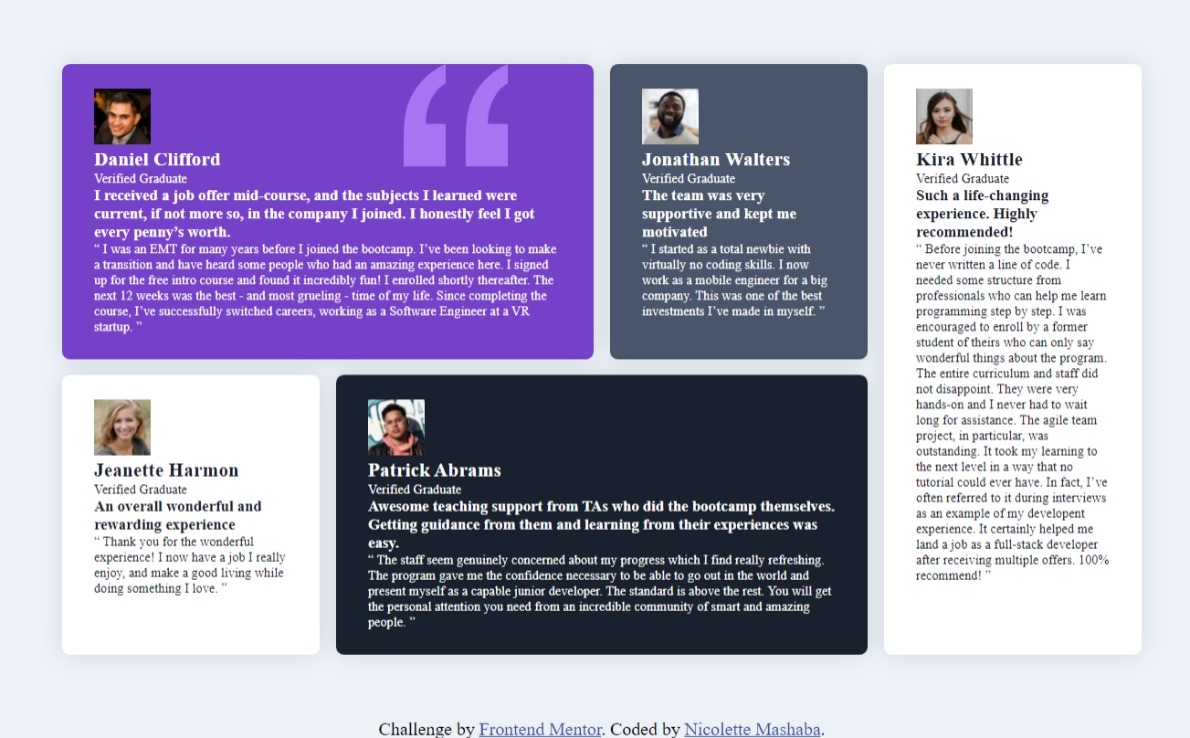 Daniel Clifford
Verified Graduate
I received a job offer mid-course, and the subjects I learned were
current, if not more so, in the company I joined. I honestly feel I got
every penny’s worth.
“ I was an EMT for many years before I joined the bootcamp. I’ve been looking to make
a transition and have heard some people who had an amazing experience here. I signed
up for the free intro course and found it incredibly fun! I enrolled shortly thereafter. The
next 12 weeks was the best - and most grueling - time of my life. Since completing the
course, I’ve successfully switched careers, working as a Software Engineer at a VR
startup. ”
Jonathan Walters
Verified Graduate
The team was very
supportive and kept me
motivated
“ I started as a total newbie with
virtually no coding skills. I now
work as a mobile engineer for a big
company. This was one of the best
investments I’ve made in myself. ”
Kira Whittle
Verified Graduate
Such a life-changing
experience. Highly
recommended!
“ Before joining the bootcamp, I’ve
never written a line of code. I
needed some structure from
professionals who can help me learn
programming step by step. I was
encouraged to enroll by a former
student of theirs who can only say
wonderful things about the program.
The entire curriculum and staff did
not disappoint. They were very
hands-on and I never had to wait
long for assistance. The agile team
project, in particular, was
outstanding. It took my learning to
the next level in a way that no
tutorial could ever have. In fact, I’ve
often referred to it during interviews
as an example of my developent
experience. It certainly helped me
land a job as a full-stack developer
after receiving multiple offers. 100%
recommend! ”
Jeanette Harmon
Verified Graduate
An overall wonderful and
rewarding experience
“ Thank you for the wonderful
experience! I now have a job I really
enjoy, and make a good living while
doing something I love. ”
Patrick Abrams
Verified Graduate
Awesome teaching support from TAs who did the bootcamp themselves.
Getting guidance from them and learning from their experiences was
easy.
“ The staff seem genuinely concerned about my progress which I find really refreshing.
The program gave me the confidence necessary to be able to go out in the world and
present myself as a capable junior developer. The standard is above the rest. You will get
the personal attention you need from an incredible community of smart and amazing
people. ”
Challenge by Frontend Mentor. Coded by Nicolette Mashaba.